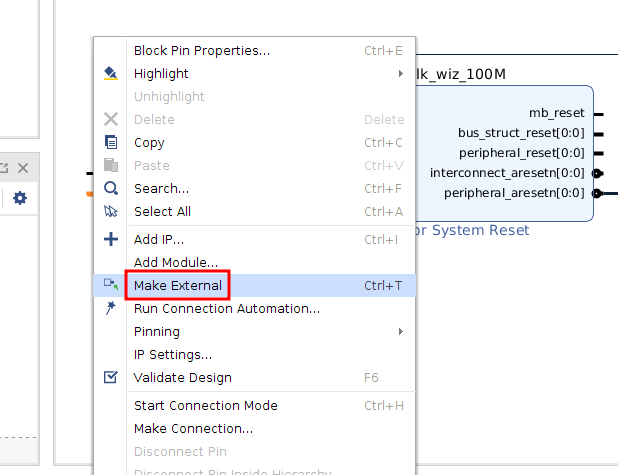 Block Pin Properties... Ctrl+E
Highlight
Unhighlight
Delete Delete
Copy Ctrl+C
Paste Ctrl+V
Search... Ctrl+F
Select All Ctrl+A
Add IP... Ctrl+I
Add Module...
Make External Ctrl+T
Run Connection Automation...
Pinning
IP Settings...
Validate Design F6
Start Connection Mode Ctrl+H
Make Connection...
Disconnect Pin
Disconnect Pin Inside Hierarchy
lk_wiz_100M
mb_reset
bus_struct_reset[0:0]
peripheral_reset[0:0]
interconnect_aresetn[0:0]
peripheral_aresetn[0:0]
or System Reset